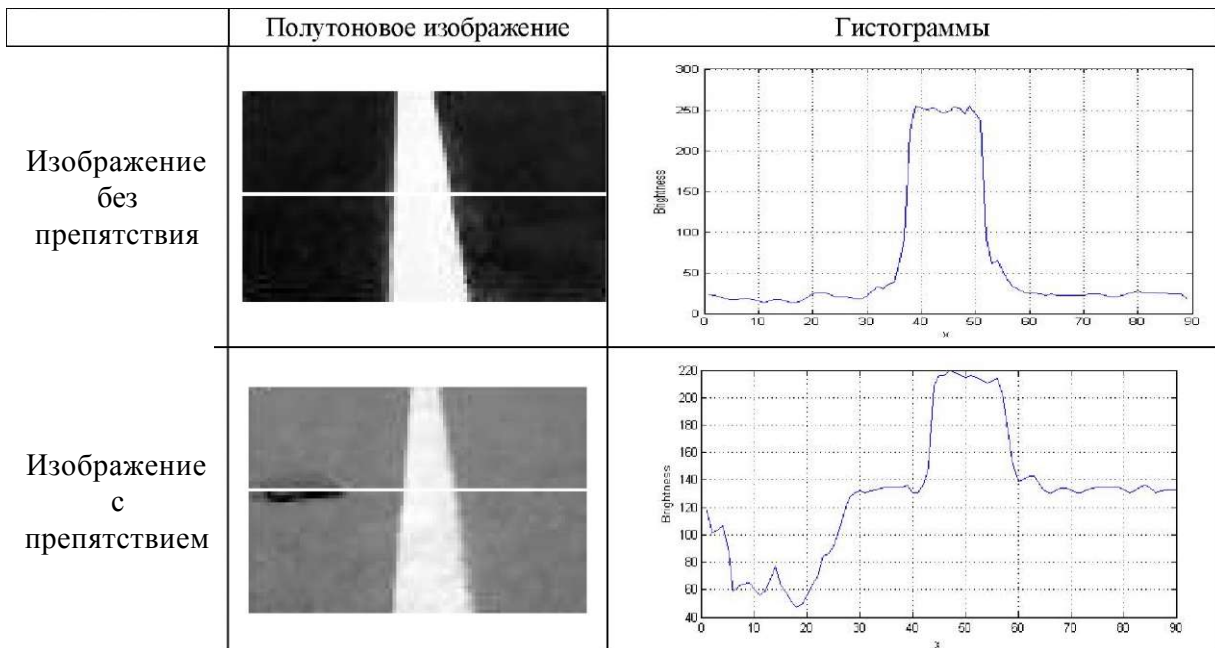 Полутоновое изображение
Гистограммы
Изображение
без
препятствия
300
250
200
150
100
50
0
Brightness
0 10 20 30 40 50 60 70 80 90
Изображение
с
препятствием
220
200
180
160
140
120
100
80
60
40
Brightness
0 10 20 30 40 50 60 70 80 90
x